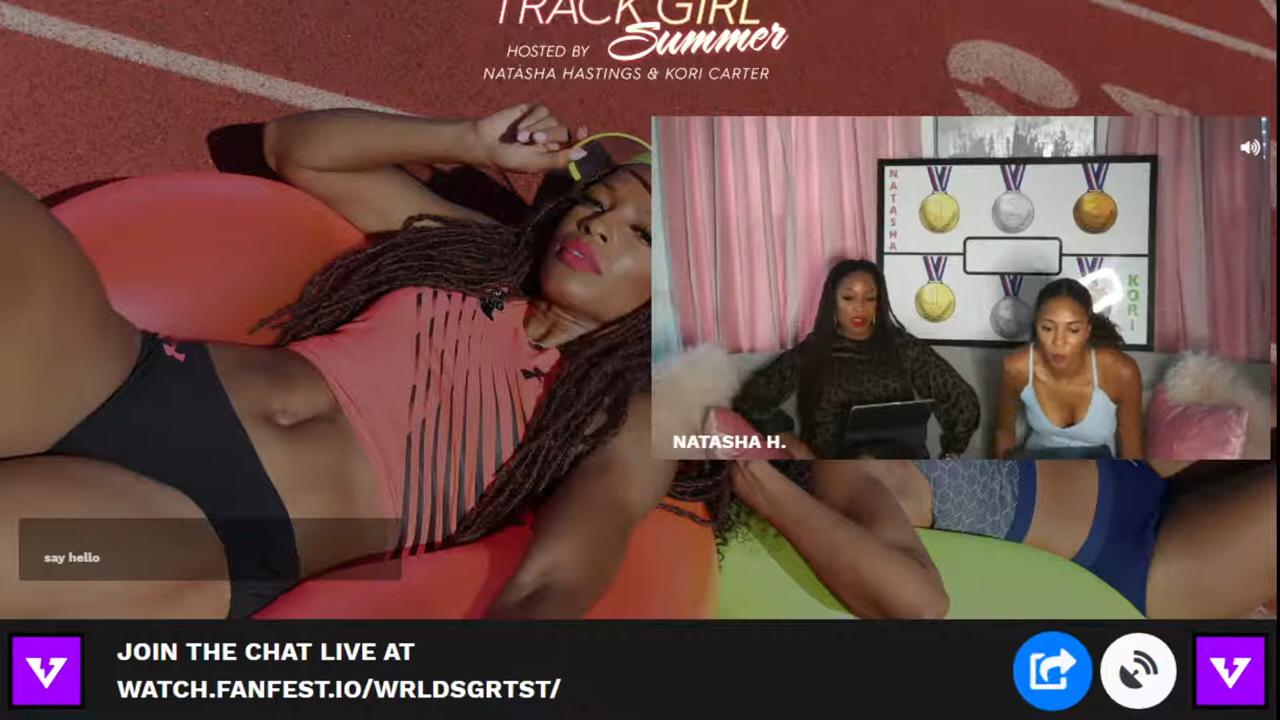 TRACK GIRL
Summer
HOSTED BY
NATASHA HASTINGS & KORI CARTER
NATASHA
KORI
NATASHA H.
say hello
JOIN THE CHAT LIVE AT
WATCH.FANFEST.IO/WRLDSGRTST/